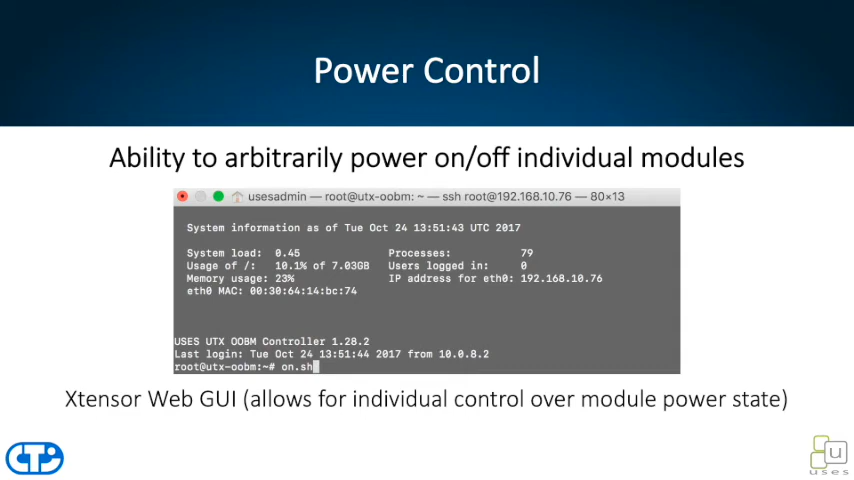 Power Control
Ability to arbitrarily power on/off individual modules
usesadmin — root@utx-oobm: ~ — ssh root@192.168.10.76 — 80×13
System information as of Tue Oct 24 13:51:43 UTC 2017
System load: 0.45 Processes: 79
Usage of /: 10.1% of 7.03GB Users logged in: 0
Memory usage: 23% IP address for eth0: 192.168.10.76
eth0 MAC: 00:30:64:14:bc:74
USES UTX OOBM Controller 1.28.2
Last login: Tue Oct 24 13:51:44 2017 from 10.0.8.2
root@utx-oobm:~# on.sh
Xtensor Web GUI (allows for individual control over module power state)
CTi
u
uses